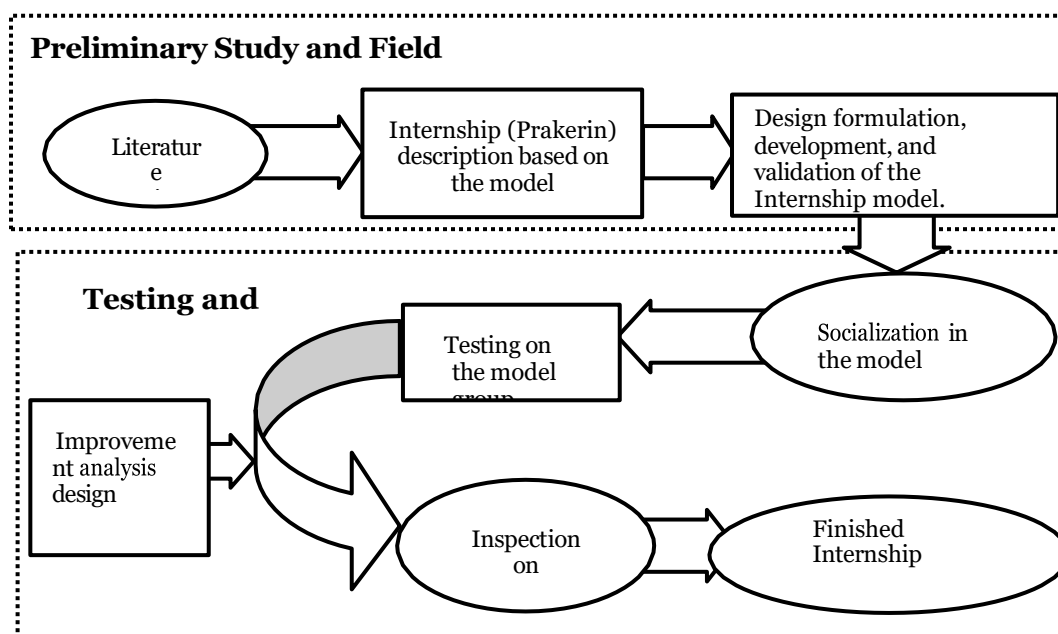 Preliminary Study and Field
Literatur
e
Internship (Prakerin)
description based on
the model
Design formulation,
development, and
validation of the
Internship model.
Testing and
Socialization in
the model
Testing on
the model
Improveme
nt analysis
design
Inspection
on
Finished
Internship